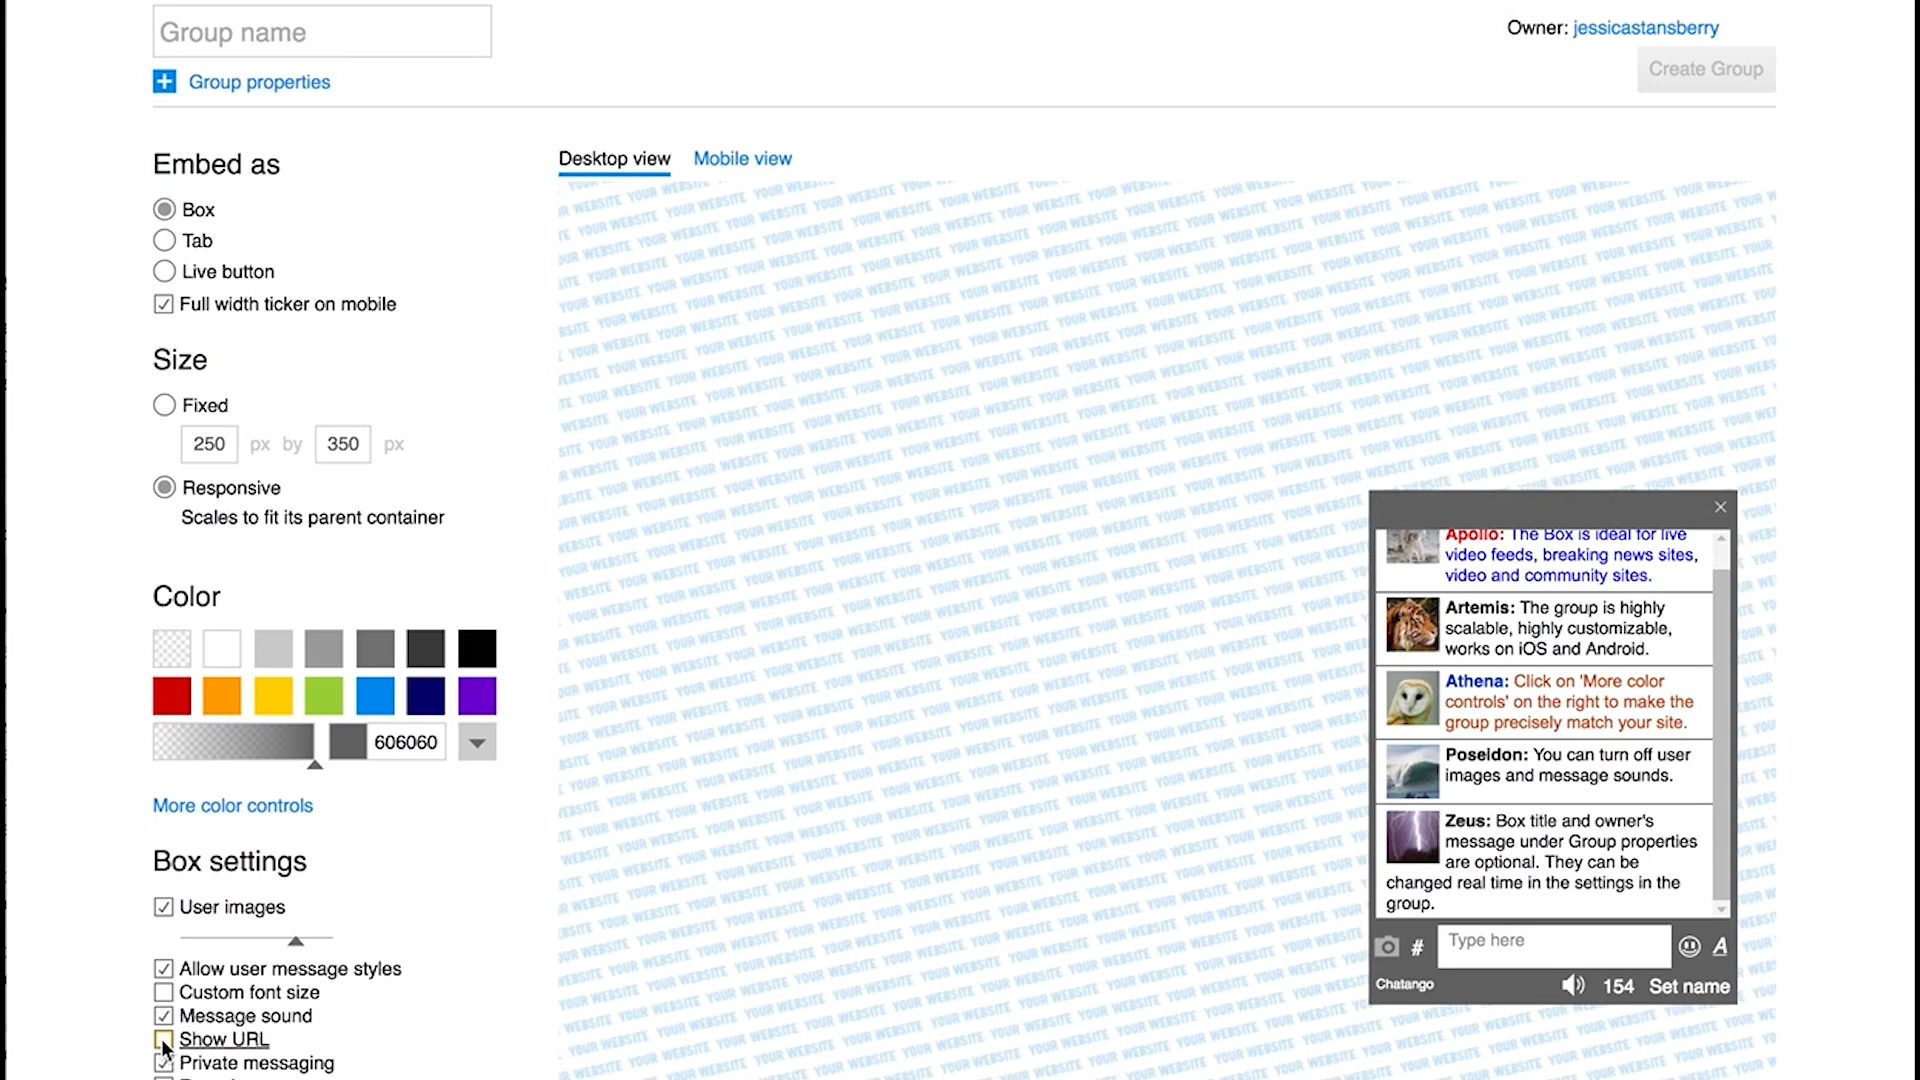 Group name
Owner: jessicastansberry
Create Group
Group properties
Embed as
Box
Tab
Live button
Full width ticker on mobile
Size
Fixed
250 px by 350 px
Responsive
Scales to fit its parent container
Color
606060
More color controls
Box settings
User images
Allow user message styles
Custom font size
Message sound
Show URL
Private messaging
Desktop view Mobile view
YOUR WEBSITE YOUR WEBSITE YOUR WEBSITE
Apollo: The Box is ideal for live
video feeds, breaking news sites,
video and community sites.
Artemis: The group is highly
scalable, highly customizable,
works on iOS and Android.
Athena: Click on 'More color
controls' on the right to make the
group precisely match your site.
Poseidon: You can turn off user
images and message sounds.
Zeus: Box title and owner's
message under Group properties
are optional. They can be
changed real time in the settings in the
group.
# Type here A
Chatango 154 Set name